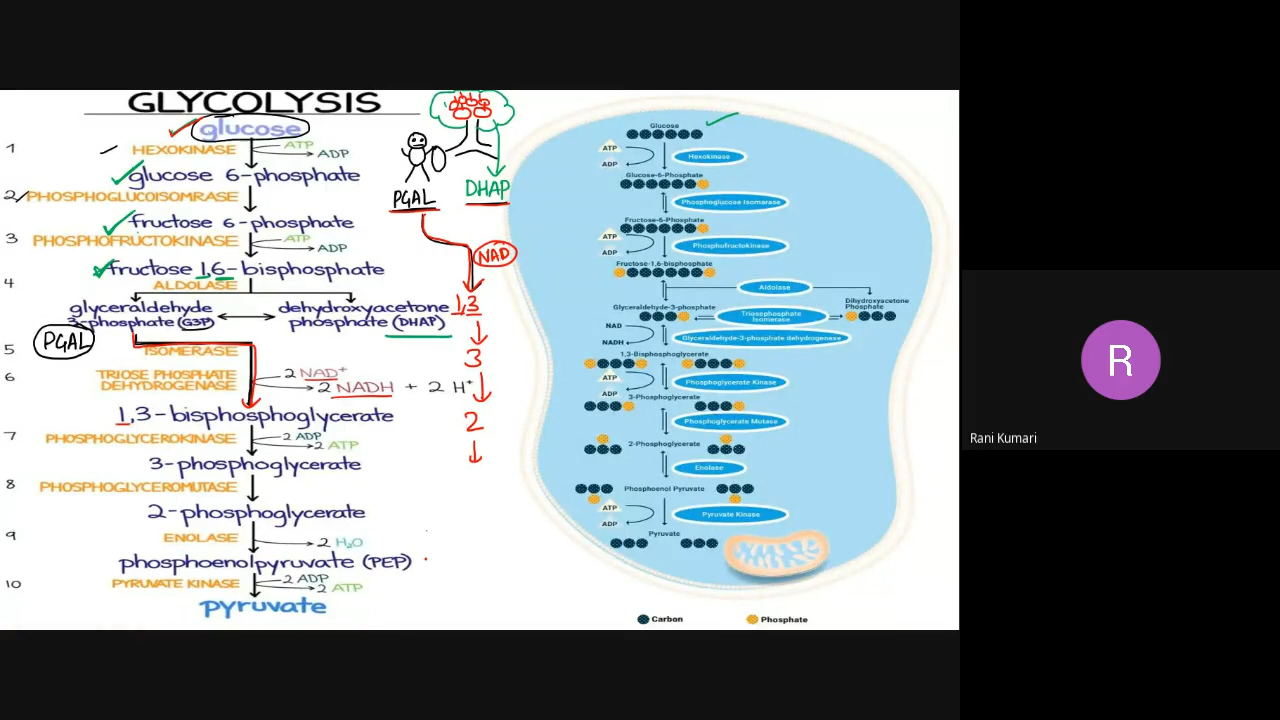 GLYCOLYSIS
glucose
1 HEXOKINASE ATP
ADP
glucose 6-phosphate
2 PHOSPHOGLUCOISOMRASE
fructose 6-phosphate
3 PHOSPHOFRUCTOKINASE ATP
ADP
fructose 1,6-bisphosphate
4 ALDOLASE
glyceraldehyde
3-phosphate (G3P)
dehydroxyacetone
phosphate (DHAP)
PGAL
5 ISOMERASE
6 TRIOSE PHOSPHATE
DEHYDROGENASE
2 NAD+
2 NADH + 2 H+
1,3-bisphosphoglycerate
7 PHOSPHOGLYCEROKINASE 2 ADP
2 ATP
3-phosphoglycerate
8 PHOSPHOGLYCEROMUTASE
2-phosphoglycerate
9 ENOLASE 2 H2O
phosphoenolpyruvate (PEP)
10 PYRUVATE KINASE 2 ADP
2 ATP
pyruvate
PGAL
DHAP
NAD
1,3
3
2
Glucose
ATP
ADP
Hexokinase
Glucose-6-Phosphate
Phosphoglucose Isomarase
Fructose-6-Phosphate
ATP
ADP
Phosphofructokinase
Fructose-1,6-bisphosphate
Aldolase
Glyceraldehyde-3-phosphate
Triosephosphate
Isomerase
Dihydroxyacetone
Phosphate
NAD
NADH
Glyceraldehyde-3-phosphate dehydrogenase
1,3-Bisphosphoglycerate
ATP
ADP
Phosphoglycerate Kinase
3-Phosphoglycerate
Phosphoglycerate Mutase
2-Phosphoglycerate
Enolase
Phosphoenol Pyruvate
ATP
ADP
Pyruvate Kinase
Pyruvate
Carbon
Phosphate
R
Rani Kumari